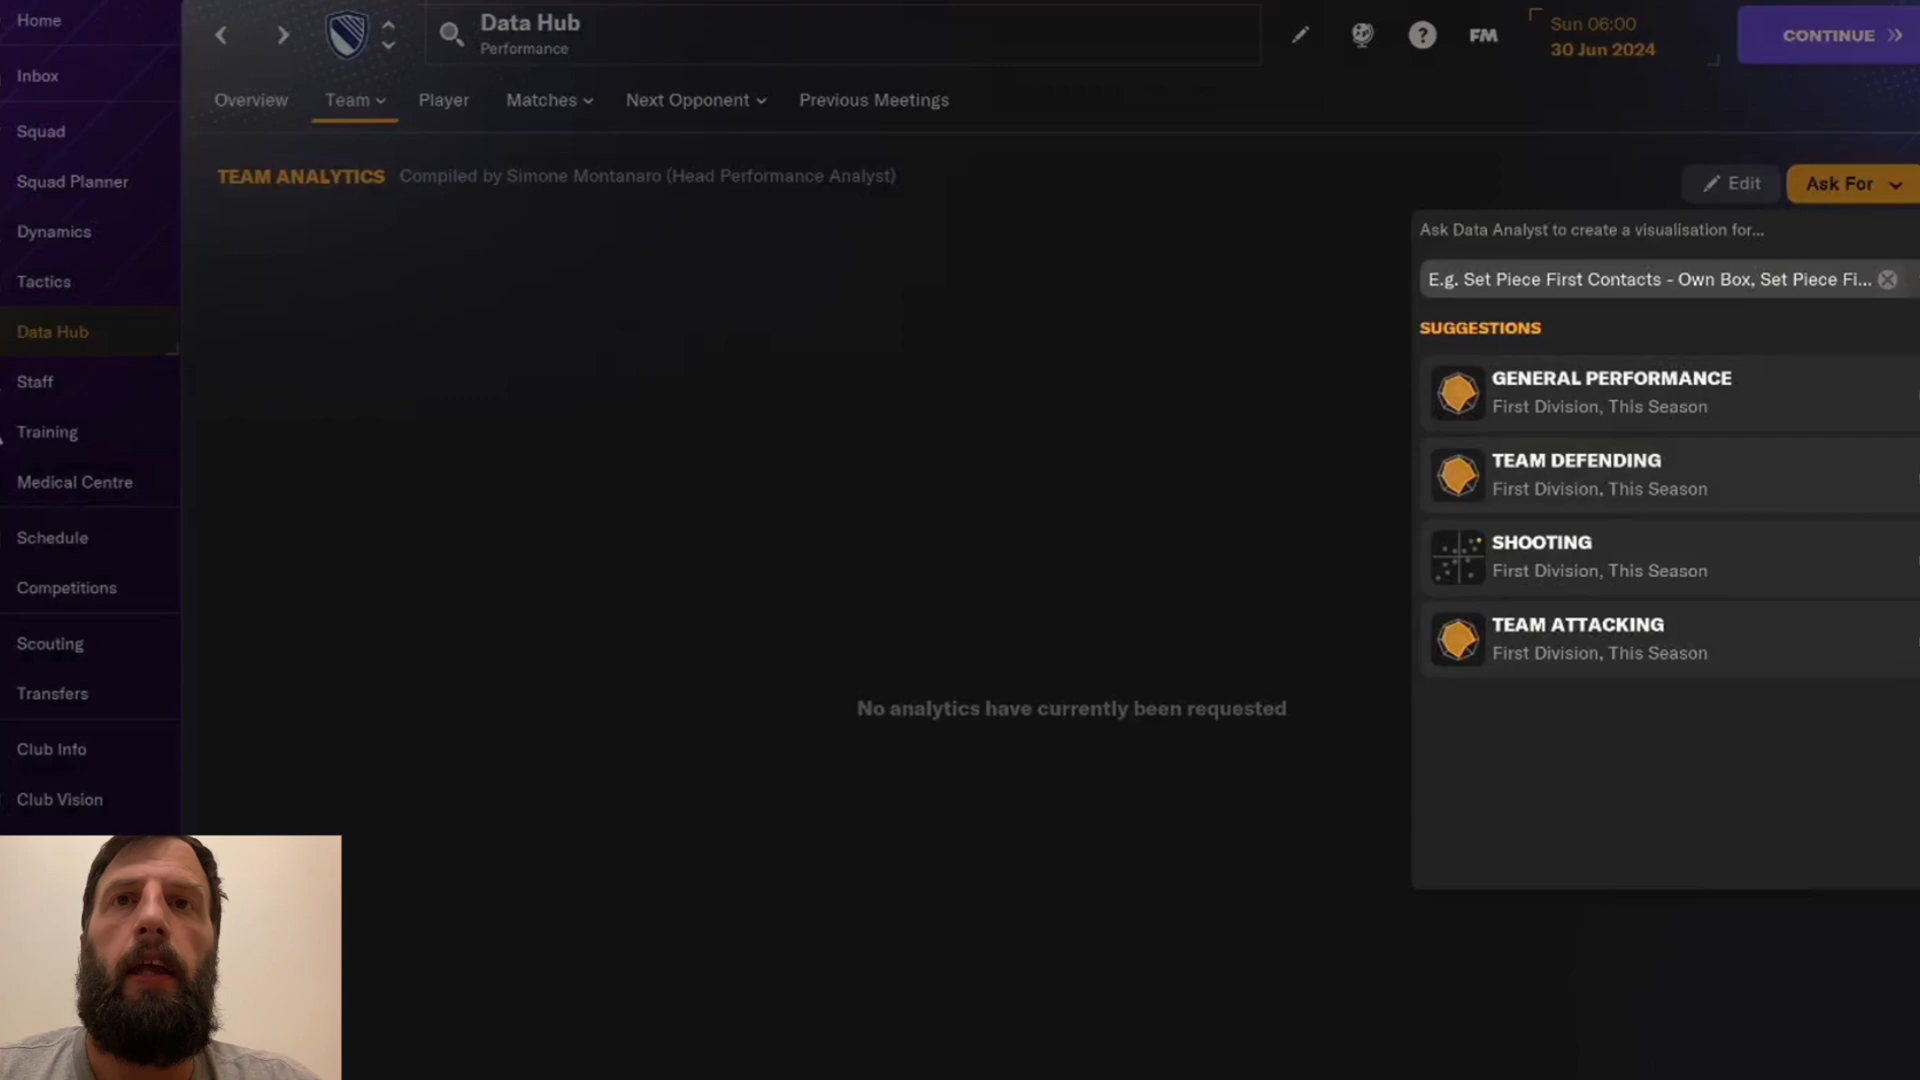 Home
Inbox
Squad
Squad Planner
Dynamics
Tactics
Data Hub
Staff
Training
Medical Centre
Schedule
Competitions
Scouting
Transfers
Club Info
Club Vision
Data Hub
Performance
?
FM
Sun 06:00
30 Jun 2024
CONTINUE
Overview
Team
Player
Matches
Next Opponent
Previous Meetings
TEAM ANALYTICS Compiled by Simone Montanaro (Head Performance Analyst)
Edit
Ask For
Ask Data Analyst to create a visualisation for...
E.g. Set Piece First Contacts - Own Box, Set Piece Fi...
SUGGESTIONS
GENERAL PERFORMANCE
First Division, This Season
TEAM DEFENDING
First Division, This Season
SHOOTING
First Division, This Season
TEAM ATTACKING
First Division, This Season
No analytics have currently been requested